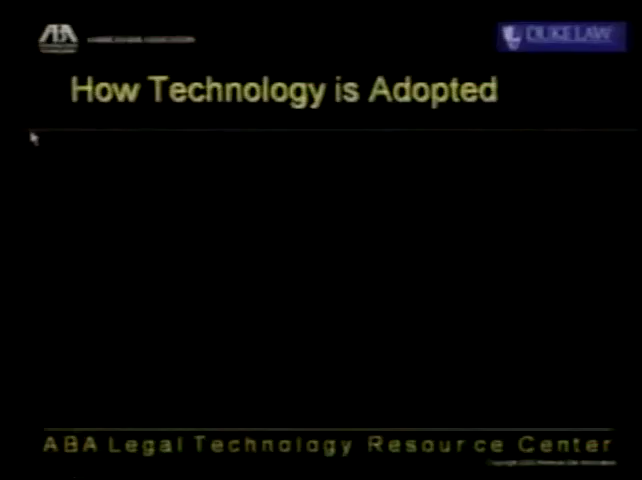 ABA
DUKE LAW
How Technology is Adopted
ABA Legal Technology Resource Center